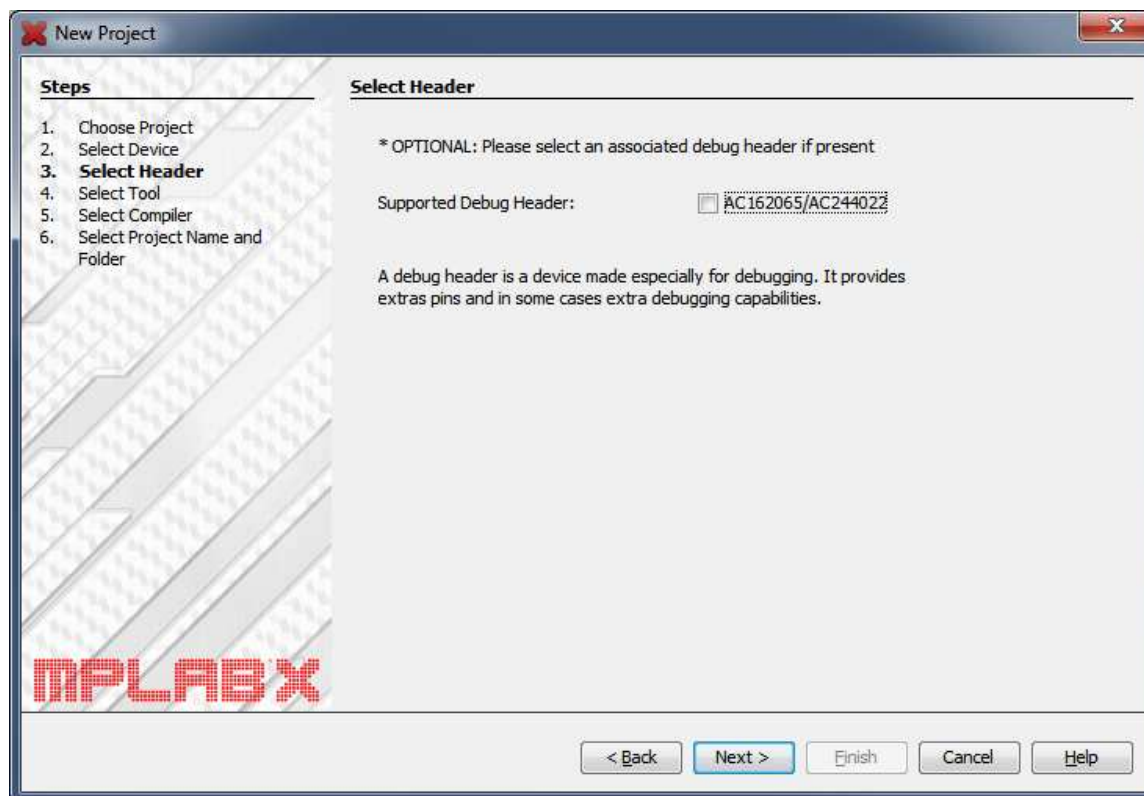 New Project
Steps
1. Choose Project
2. Select Device
3. Select Header
4. Select Tool
5. Select Compiler
6. Select Project Name and
Folder
Select Header
* OPTIONAL: Please select an associated debug header if present
Supported Debug Header: AC162065/AC244022
A debug header is a device made especially for debugging. It provides
extras pins and in some cases extra debugging capabilities.
MPLAB X
< Back Next > Finish Cancel Help